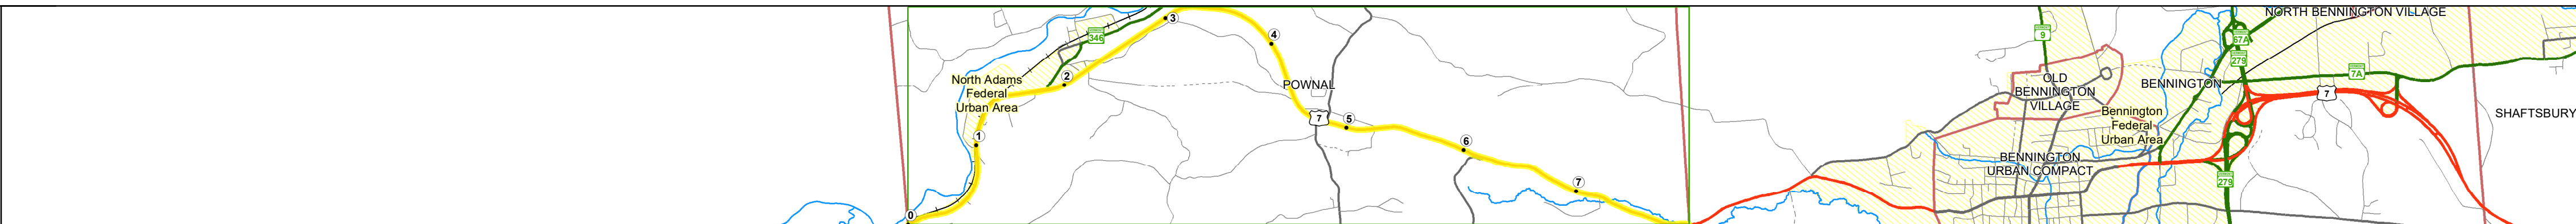 0
1
2
3
4
5
6
7
346
North Adams
Federal
Urban Area
POWNAL
7
9
OLD
BENNINGTON
VILLAGE
BENNINGTON
Bennington
Federal
Urban Area
BENNINGTON
URBAN COMPACT
NORTH BENNINGTON VILLAGE
67A
279
7A
7
279
SHAFTSBURY